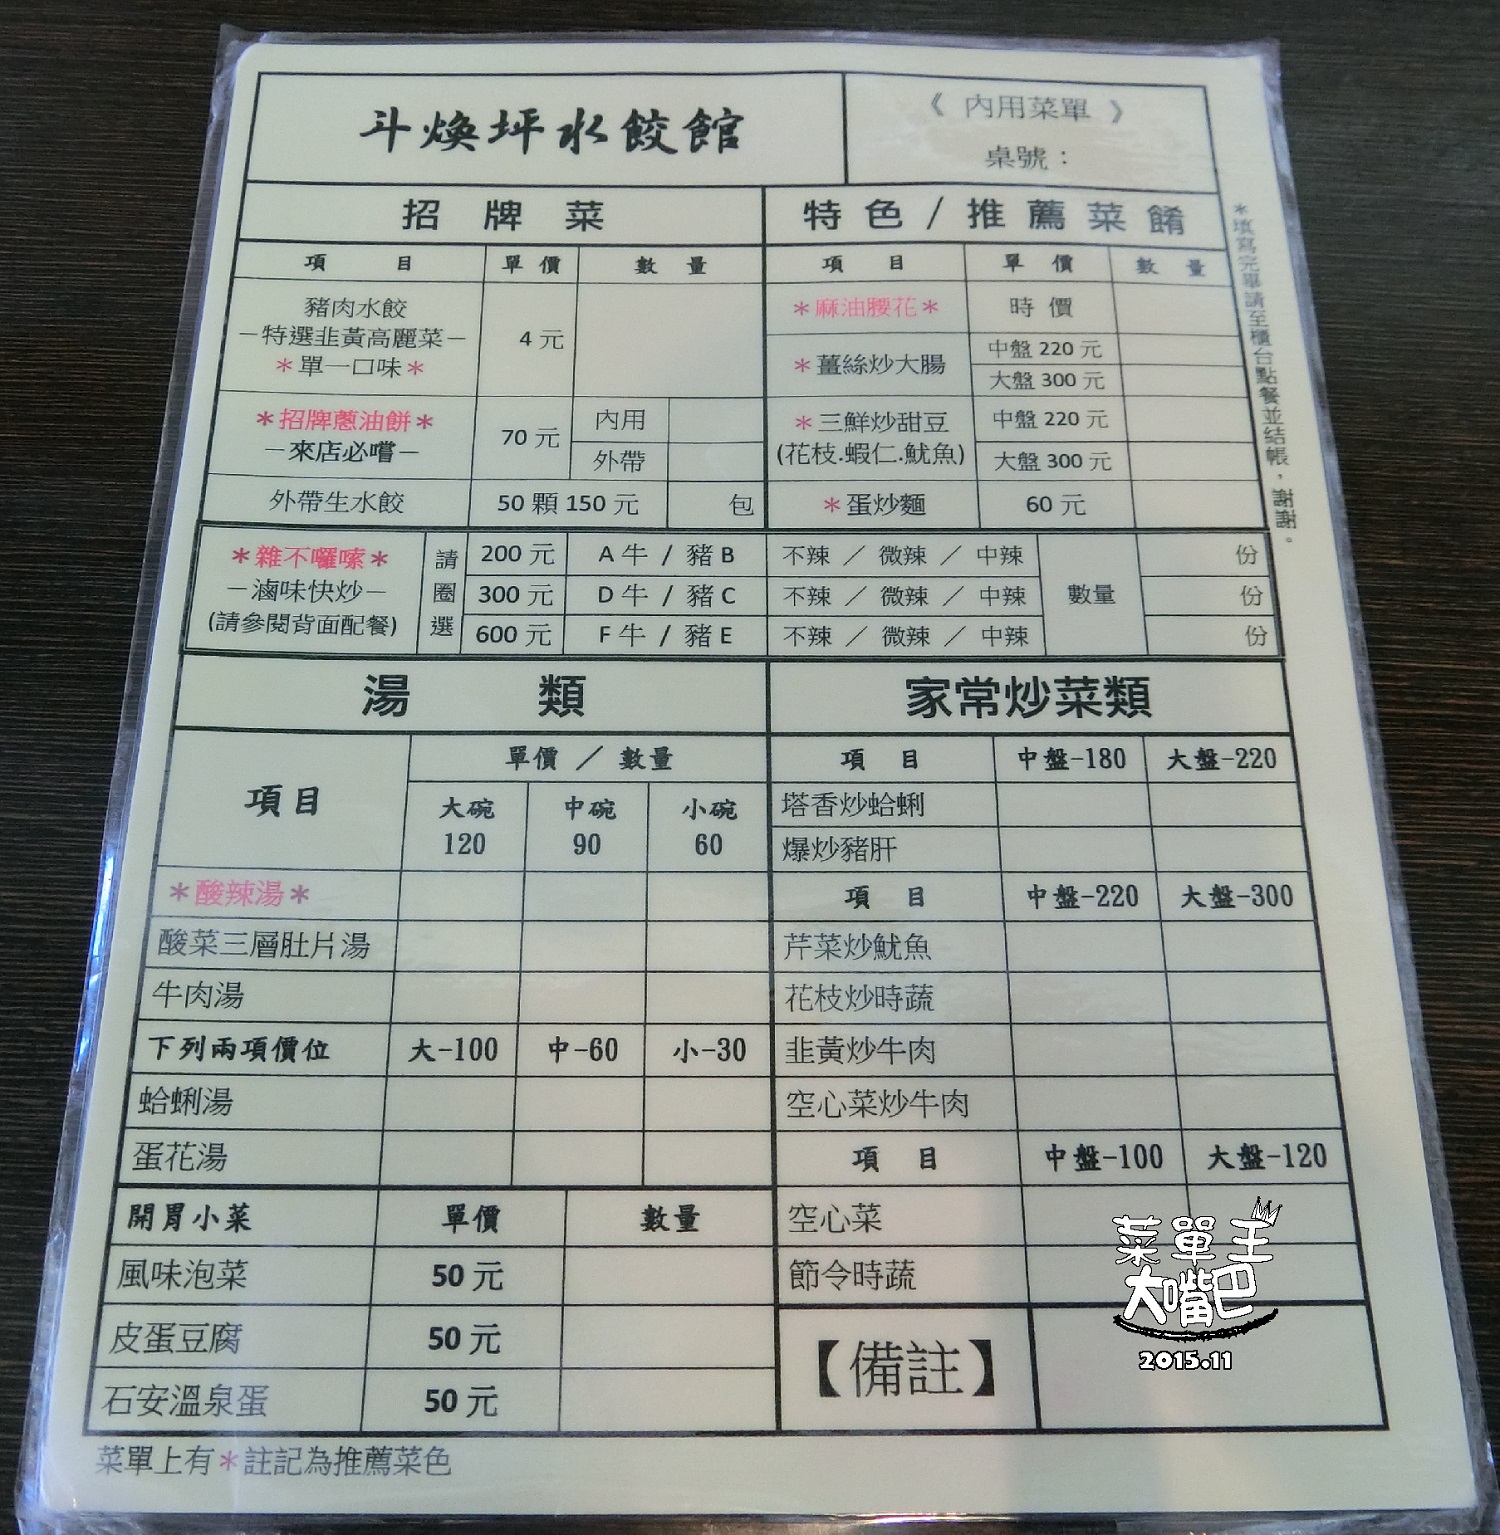 斗煥坪水餃館
《 內用菜單 》
桌號：
招 牌 菜
項 目 單 價 數 量
豬肉水餃
－特選韭黃高麗菜－
＊單一口味＊
4 元
＊招牌蔥油餅＊
－來店必嚐－
70 元
內用
外帶
外帶生水餃 50 顆 150 元 包
特 色 / 推 薦 菜 餚
項 目 單 價 數 量
＊麻油腰花＊ 時 價
＊薑絲炒大腸
中盤 220 元
大盤 300 元
＊三鮮炒甜豆
(花枝.蝦仁.魷魚)
中盤 220 元
大盤 300 元
＊蛋炒麵 60 元
＊填寫完畢請至櫃台點餐並結帳，謝謝。
＊雜不囉嗦＊
－滷味快炒－
(請參閱背面配餐)
請圈選
200 元 A 牛 / 豬 B 不辣 ／ 微辣 ／ 中辣 份
300 元 D 牛 / 豬 C 不辣 ／ 微辣 ／ 中辣 數量 份
600 元 F 牛 / 豬 E 不辣 ／ 微辣 ／ 中辣 份
湯 類
項目
單價 ／ 數量
大碗 中碗 小碗
120 90 60
＊酸辣湯＊
酸菜三層肚片湯
牛肉湯
下列兩項價位 大-100 中-60 小-30
蛤蜊湯
蛋花湯
開胃小菜 單價 數量
風味泡菜 50 元
皮蛋豆腐 50 元
石安溫泉蛋 50 元
家常炒菜類
項 目 中盤-180 大盤-220
塔香炒蛤蜊
爆炒豬肝
項 目 中盤-220 大盤-300
芹菜炒魷魚
花枝炒時蔬
韭黃炒牛肉
空心菜炒牛肉
項 目 中盤-100 大盤-120
空心菜
節令時蔬
【備註】
菜單王
大嘴巴
2015.11
菜單上有＊註記為推薦菜色